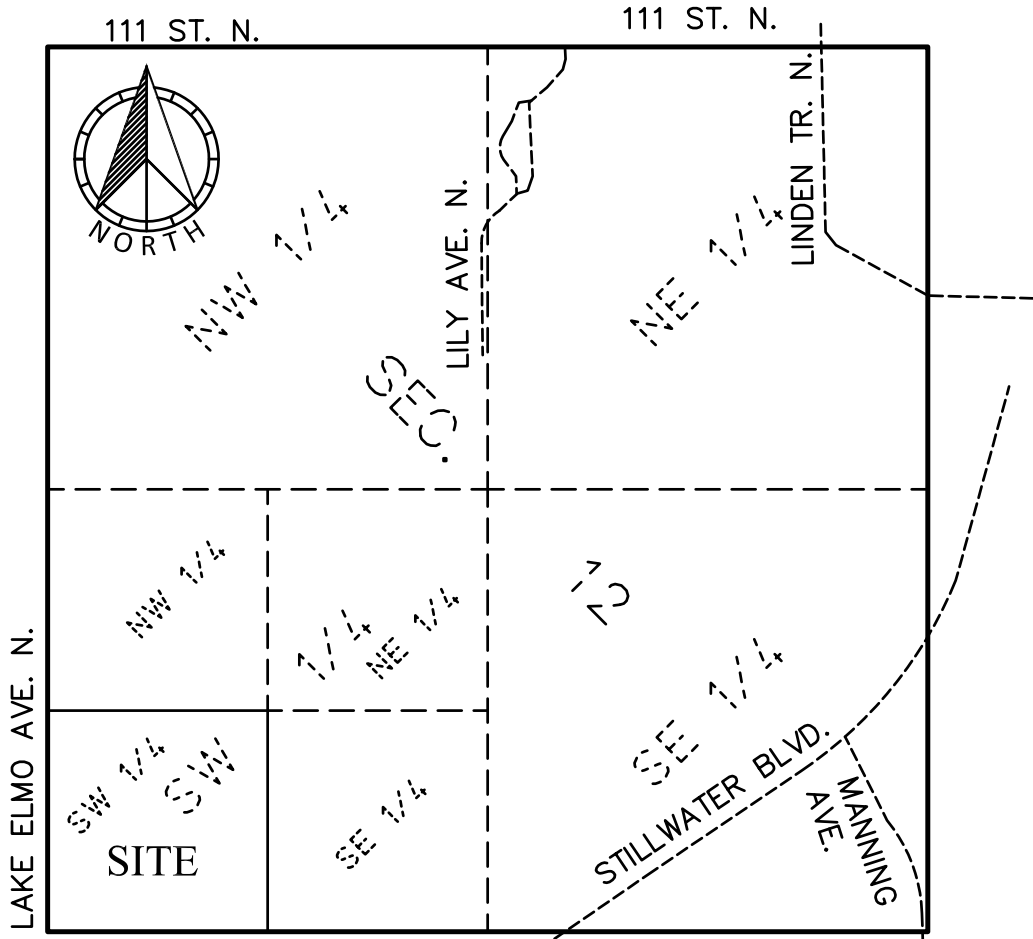 111 ST. N.
111 ST. N.
NORTH
NW 1/4
LILY AVE. N.
NE 1/4
LINDEN TR. N.
SEC.
12
NW 1/4
NE 1/4
SW 1/4
SW 1/4
SITE
SE 1/4
SE 1/4
LAKE ELMO AVE. N.
STILLWATER BLVD.
MANNING
AVE.